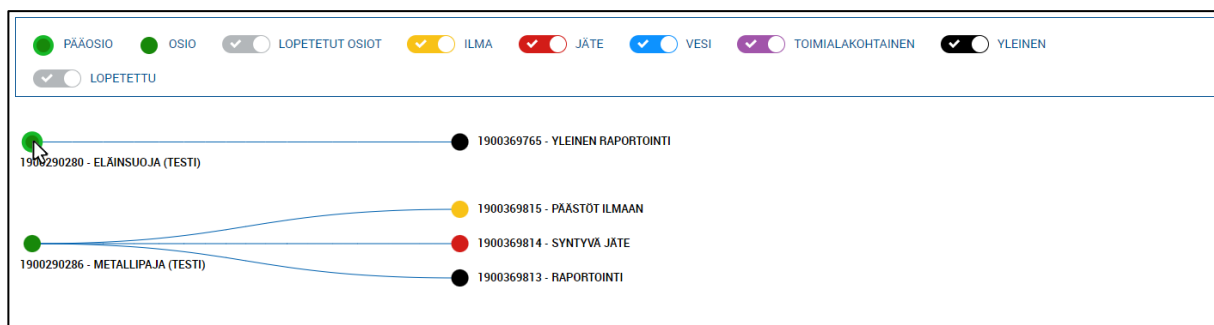 PÄÄOSIO OSIO LOPETETUT OSIOT ILMA JÄTE VESI TOIMIALAKOHTAINEN YLEINEN
LOPETETTU
1900369765 - YLEINEN RAPORTOINTI
1900290280 - ELÄINSUOJA (TESTI)
1900369815 - PÄÄSTÖT ILMAAN
1900369814 - SYNTYVÄ JÄTE
1900290286 - METALLIPAJA (TESTI)
1900369813 - RAPORTOINTI